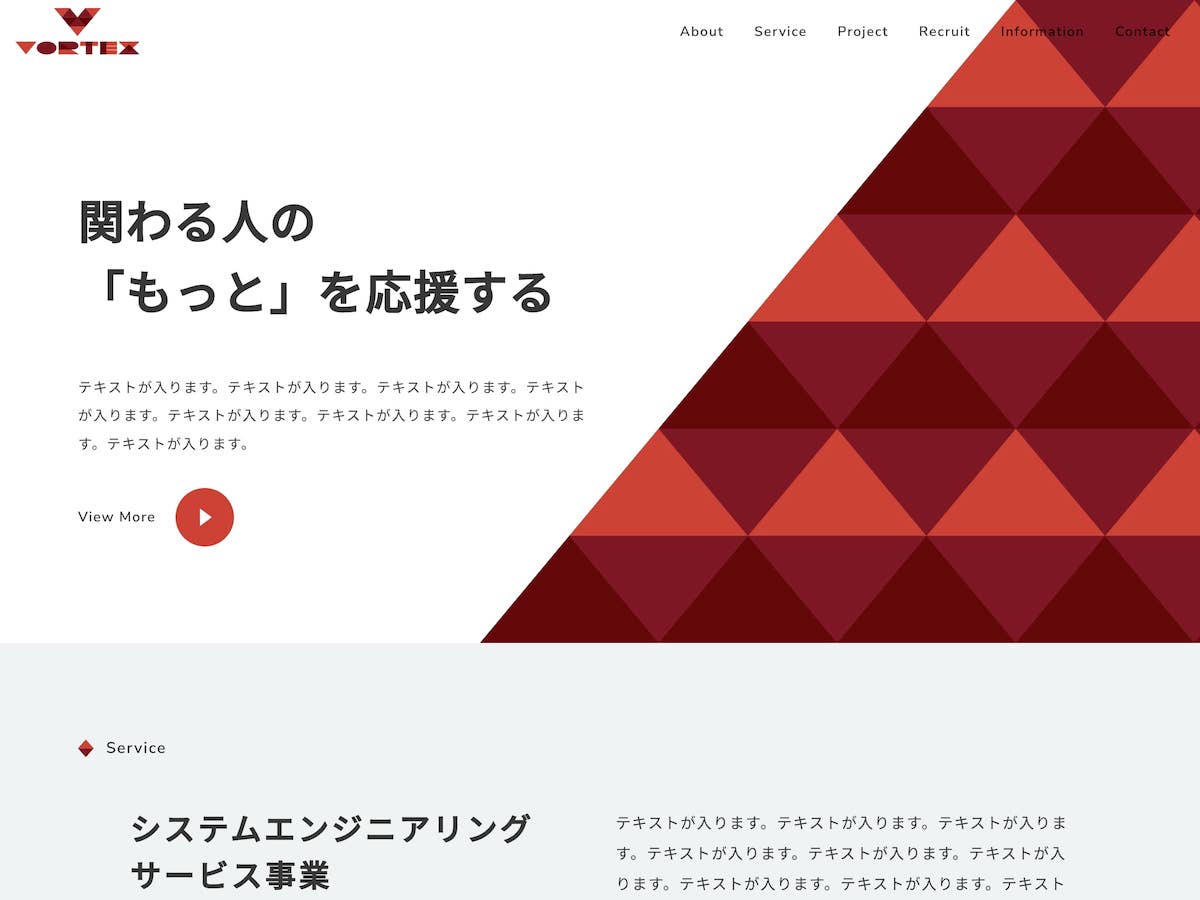 VORTEX
About Service Project Recruit Information Contact
関わる人の
「もっと」を応援する
テキストが入ります。テキストが入ります。テキストが入ります。テキスト
が入ります。テキストが入ります。テキストが入ります。テキストが入りま
す。テキストが入ります。
View More
Service
システムエンジニアリング
サービス事業
テキストが入ります。テキストが入ります。テキストが入りま
す。テキストが入ります。テキストが入ります。テキストが入
ります。テキストが入ります。テキストが入ります。テキスト